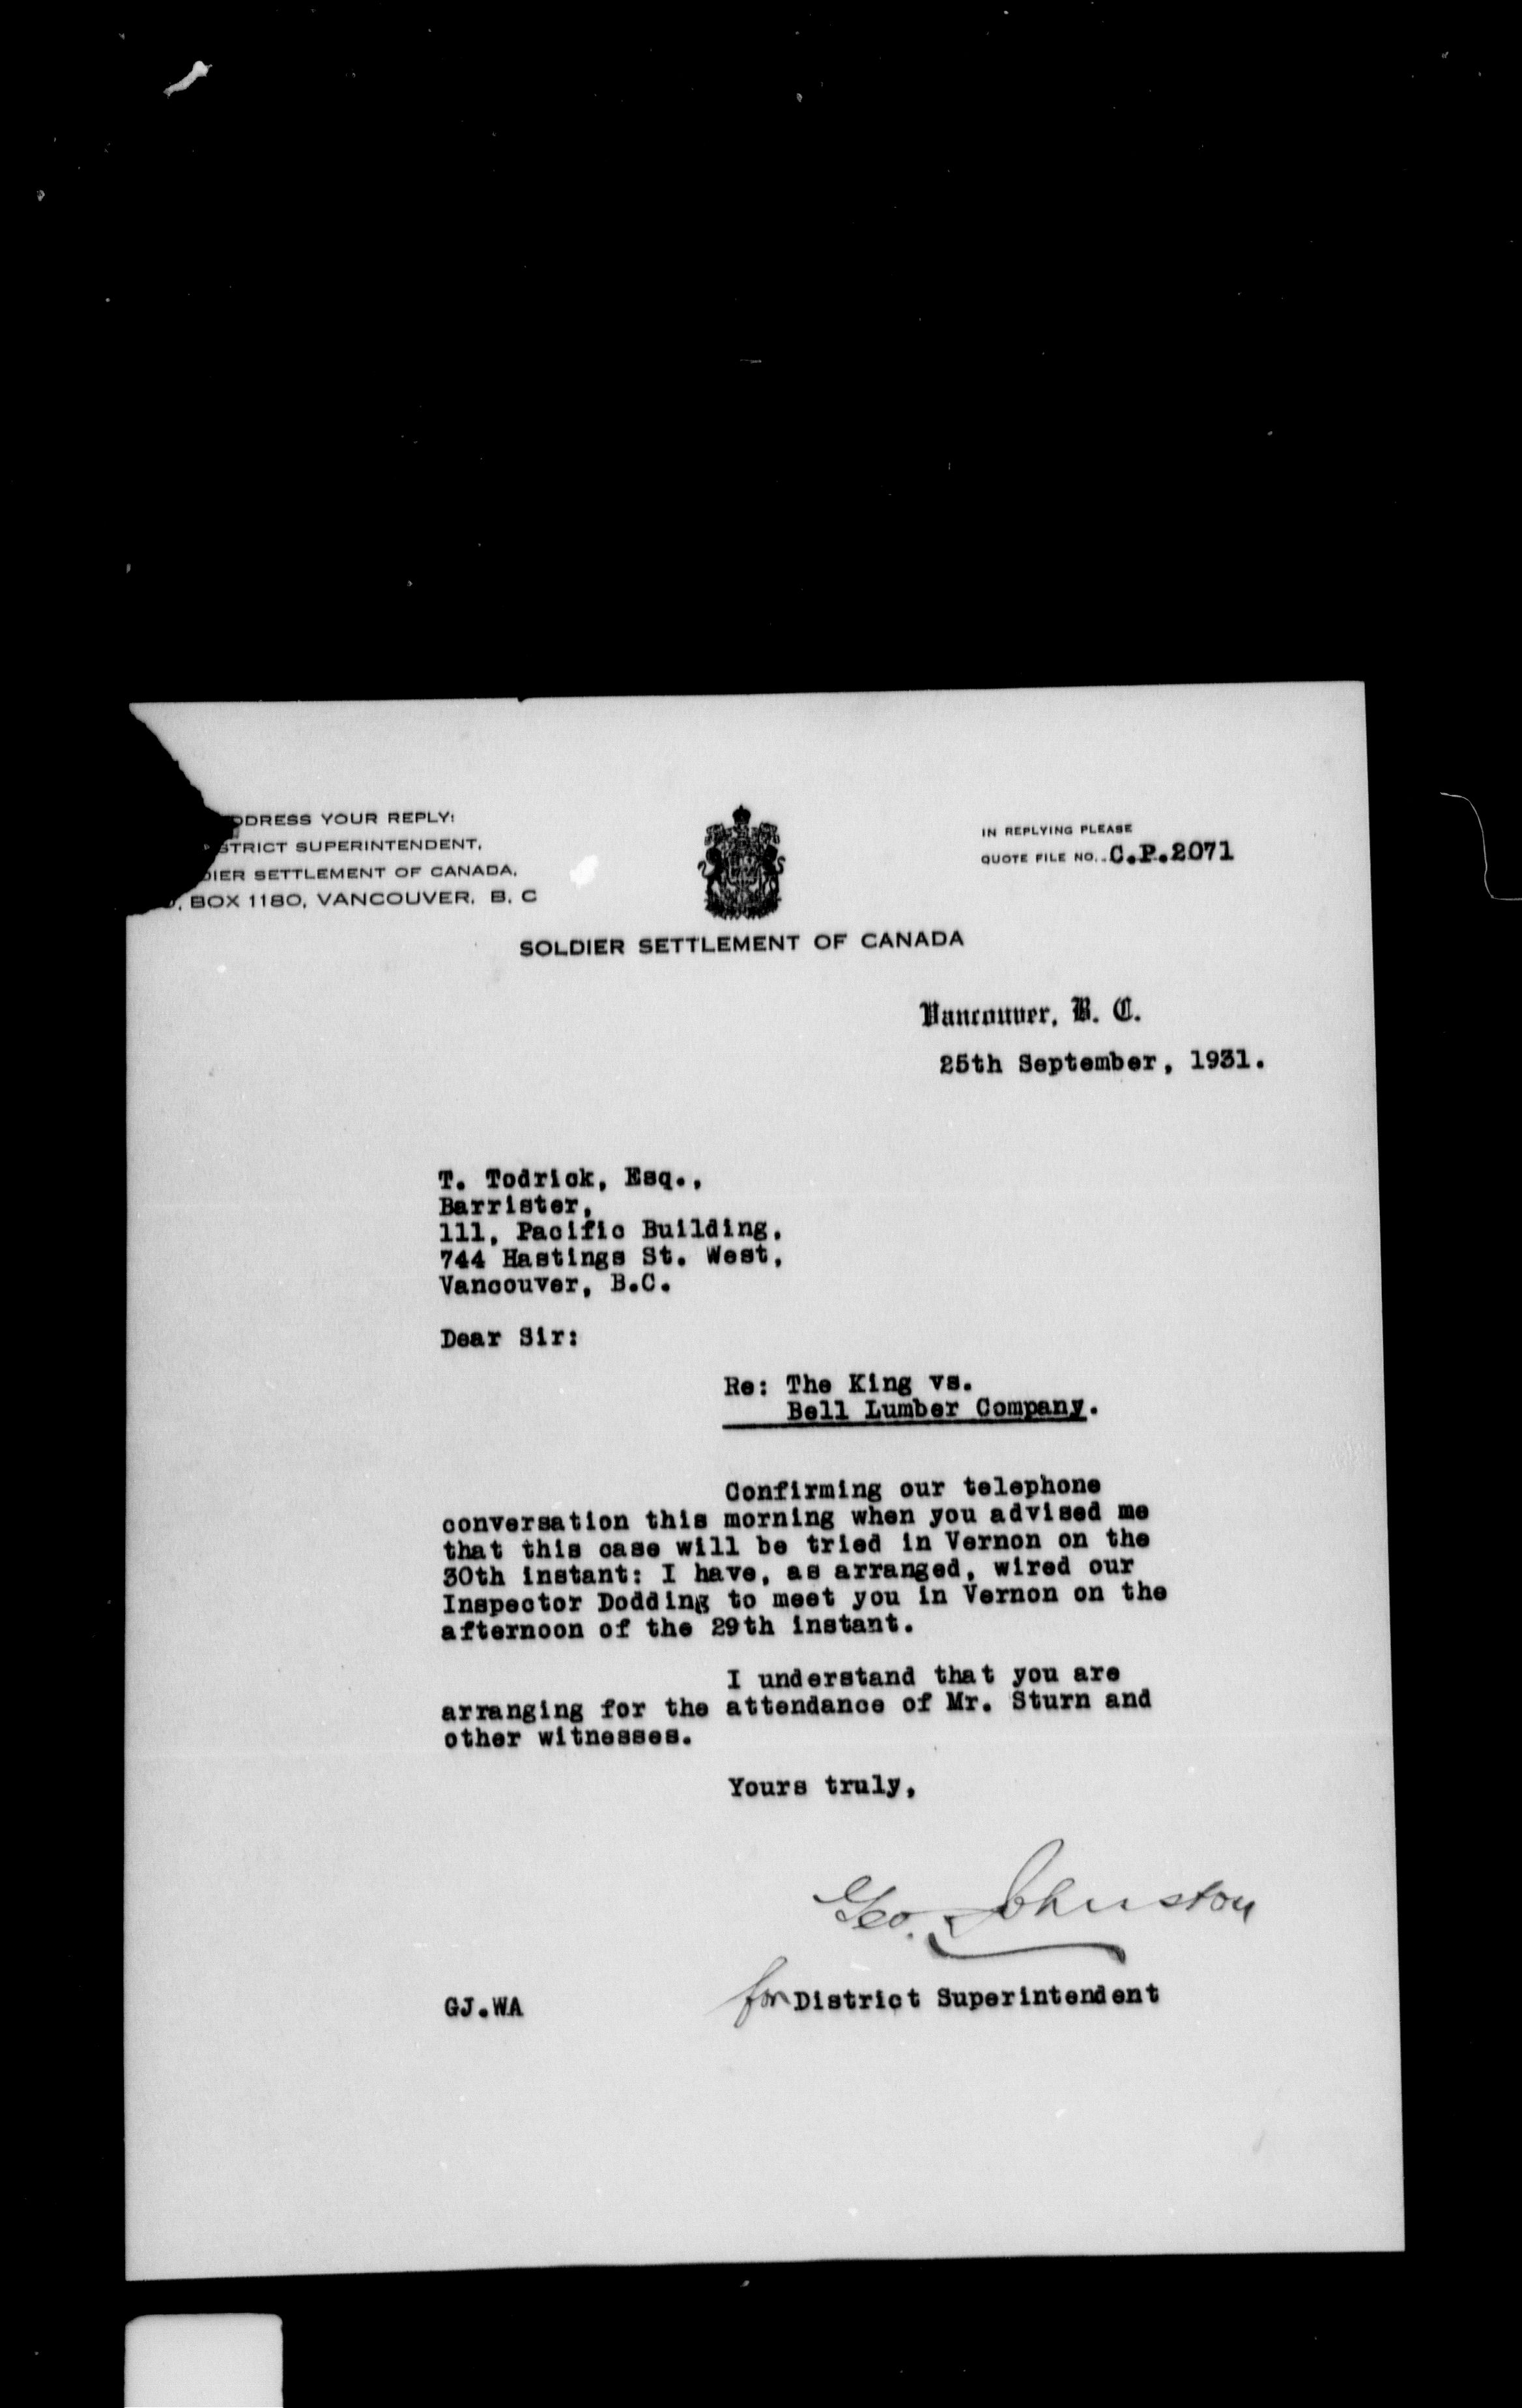 DDRESS YOUR REPLY:
STRICT SUPERINTENDENT,
DIER SETTLEMENT OF CANADA,
O. BOX 1180, VANCOUVER, B. C
IN REPLYING PLEASE
QUOTE FILE NO. C.P.2071
SOLDIER SETTLEMENT OF CANADA
Vancouver, B. C.
25th September, 1931.
T. Todrick, Esq.,
Barrister,
111, Pacific Building,
744 Hastings St. West,
Vancouver, B.C.
Dear Sir:
Re: The King vs.
Bell Lumber Company.
Confirming our telephone
conversation this morning when you advised me
that this case will be tried in Vernon on the
30th instant: I have, as arranged, wired our
Inspector Dodding to meet you in Vernon on the
afternoon of the 29th instant.
I understand that you are
arranging for the attendance of Mr. Sturn and
other witnesses.
Yours truly,
Geo. Johnston
for District Superintendent
GJ.WA